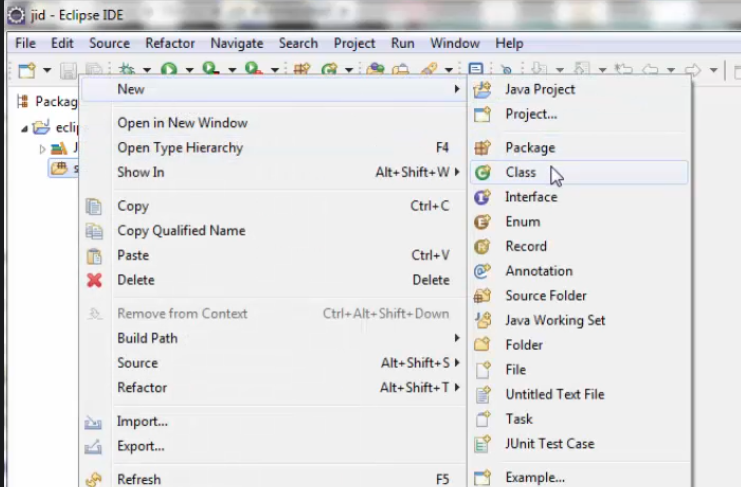 jid - Eclipse IDE
File Edit Source Refactor Navigate Search Project Run Window Help
Packag
eclip
J
s
New
Open in New Window
Open Type Hierarchy F4
Show In Alt+Shift+W
Copy Ctrl+C
Copy Qualified Name
Paste Ctrl+V
Delete Delete
Remove from Context Ctrl+Alt+Shift+Down
Build Path
Source Alt+Shift+S
Refactor Alt+Shift+T
Import...
Export...
Refresh F5
Java Project
Project...
Package
Class
Interface
Enum
Record
Annotation
Source Folder
Java Working Set
Folder
File
Untitled Text File
Task
JUnit Test Case
Example...